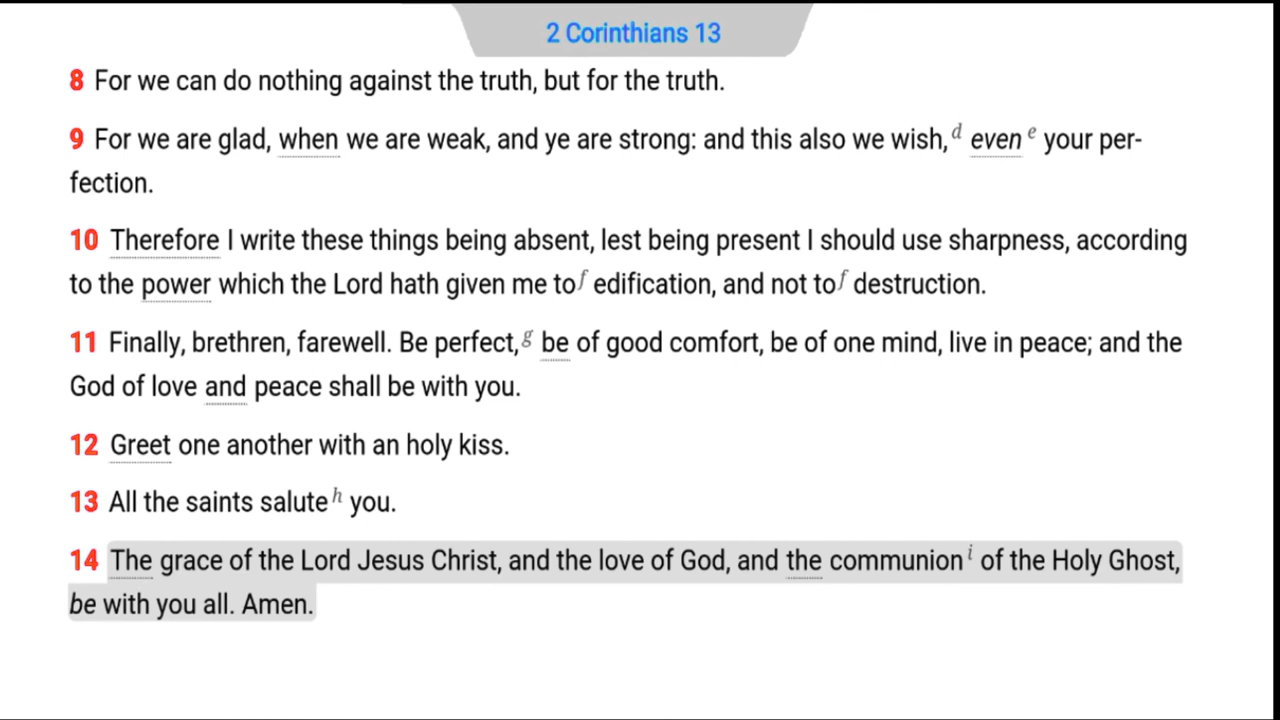 2 Corinthians 13
8 For we can do nothing against the truth, but for the truth.
9 For we are glad, when we are weak, and ye are strong: and this also we wish, d even e your per-
fection.
10 Therefore I write these things being absent, lest being present I should use sharpness, according
to the power which the Lord hath given me to f edification, and not to f destruction.
11 Finally, brethren, farewell. Be perfect, g be of good comfort, be of one mind, live in peace; and the
God of love and peace shall be with you.
12 Greet one another with an holy kiss.
13 All the saints salute h you.
14 The grace of the Lord Jesus Christ, and the love of God, and the communion i of the Holy Ghost,
be with you all. Amen.